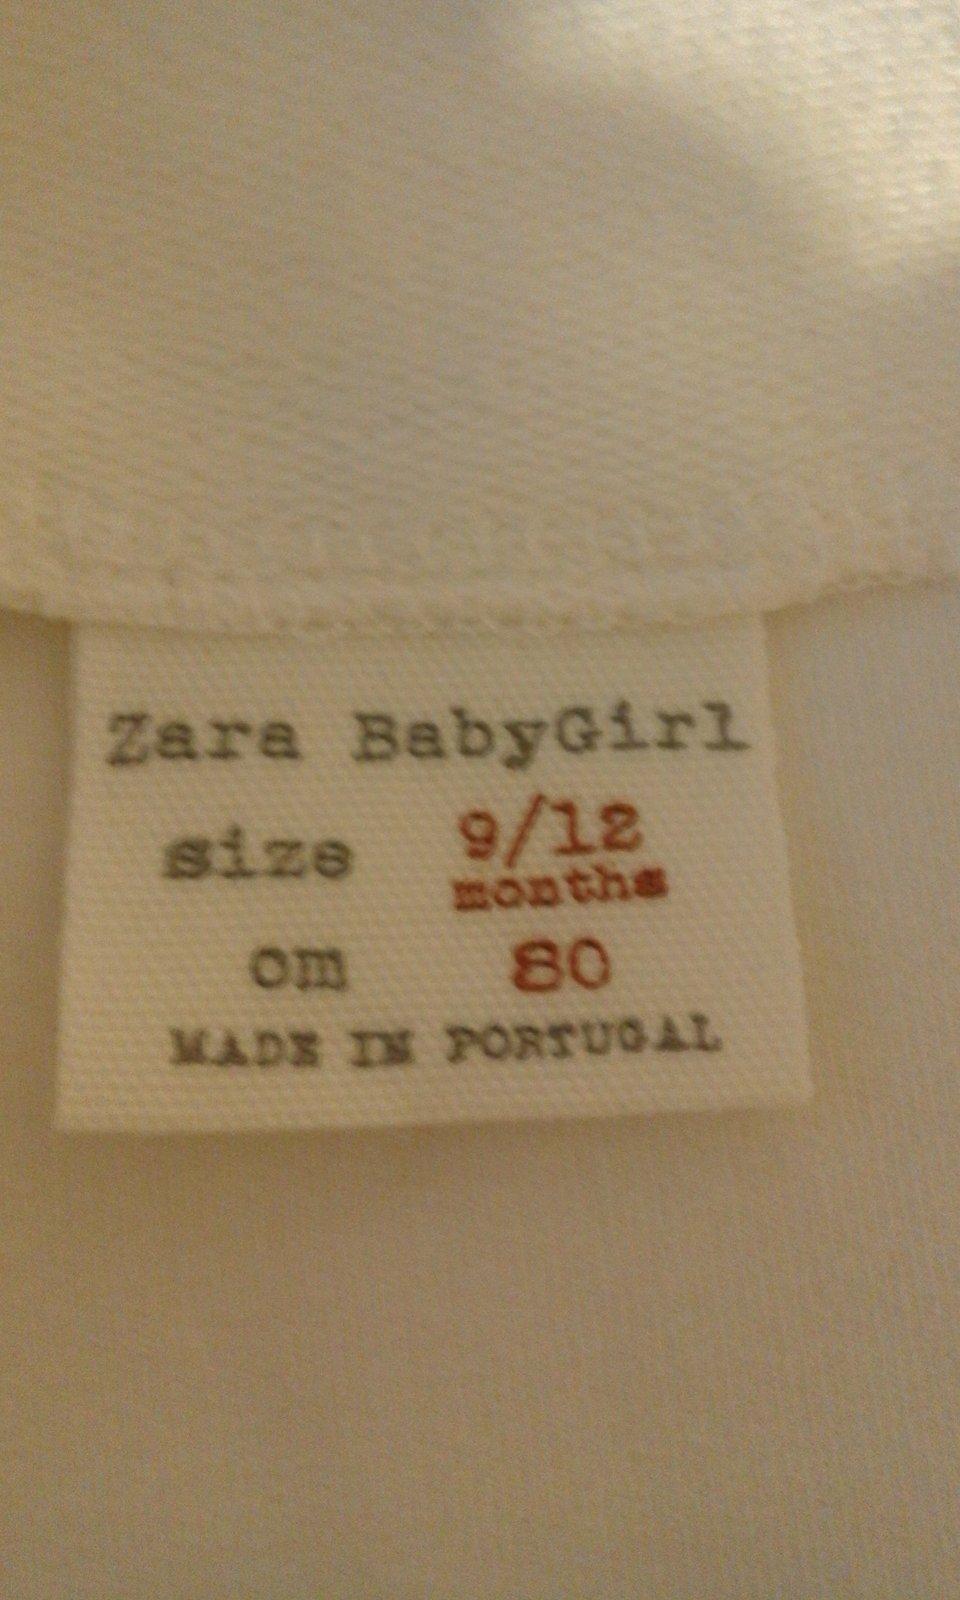 Zara BabyGirl
size 9/12
months
cm 80
MADE IN PORTUGAL